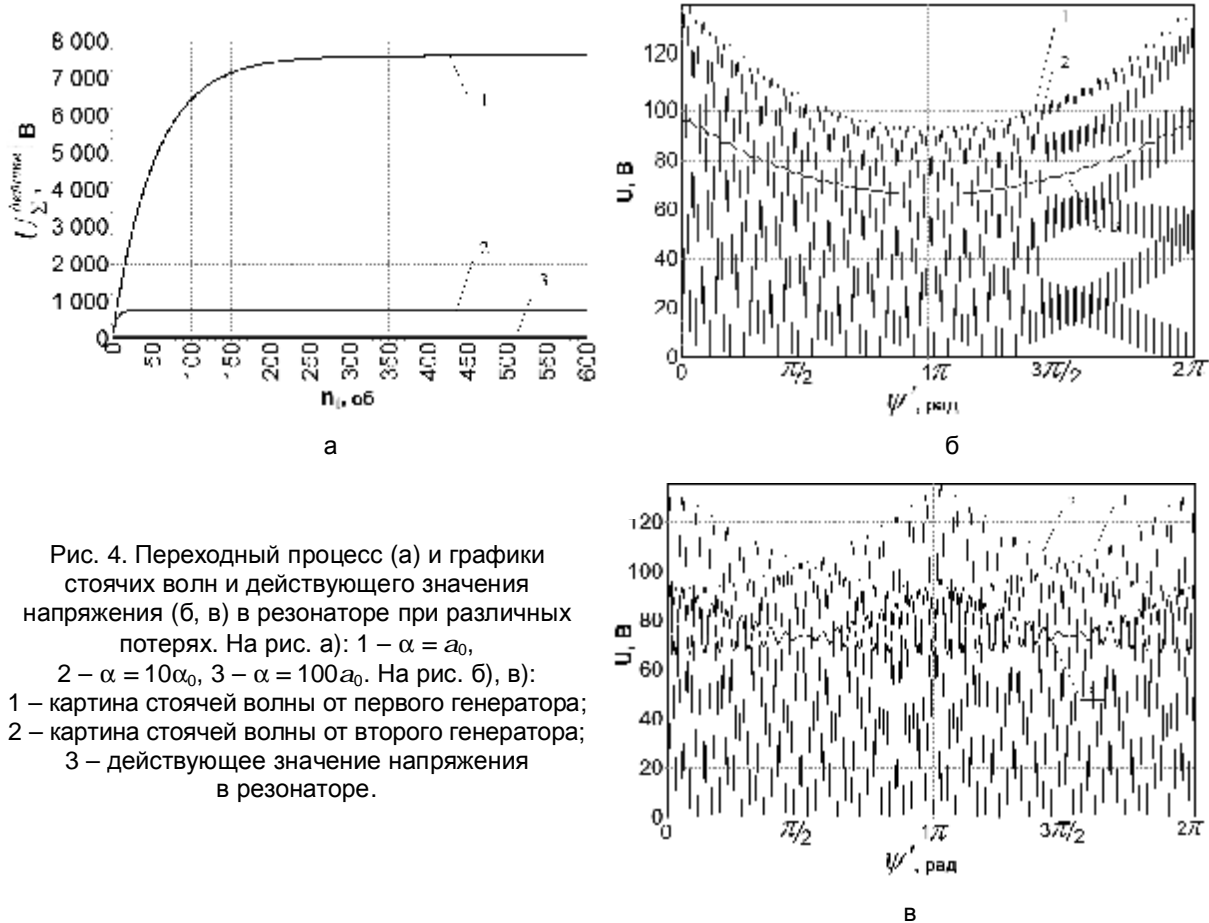 8 000
7 000
6 000
5 000
4 000
3 000
2 000
1 000
0
В
1
2
3
0
50
100
150
200
250
300
350
400
450
500
550
600
n, об
а
120
100
80
60
40
20
0
u, В
1
2
0
π/2
1π
2π
ψ', рад
б
Рис. 4. Переходный процесс (а) и графики
стоячих волн и действующего значения
напряжения (б, в) в резонаторе при различных
потерях. На рис. а): 1 – α = a₀,
2 – α = 10α₀, 3 – α = 100a₀. На рис. б), в):
1 – картина стоячей волны от первого генератора;
2 – картина стоячей волны от второго генератора;
3 – действующее значение напряжения
в резонаторе.
120
100
80
60
40
20
0
u, В
0
π/2
1π
3π/2
2π
ψ', рад
в